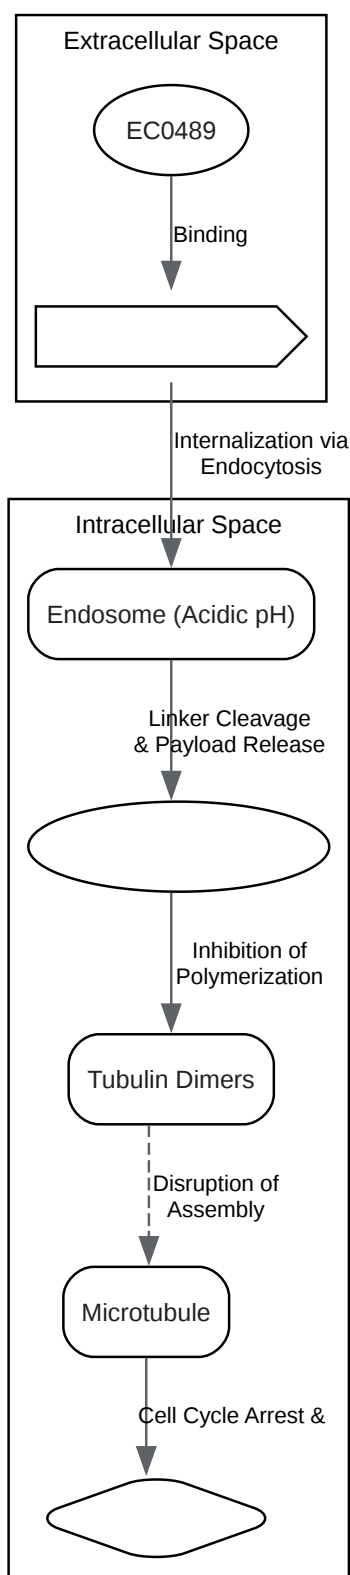 Extracellular Space
EC0489
Binding
Internalization via
Endocytosis
Intracellular Space
Endosome (Acidic pH)
Linker Cleavage
& Payload Release
Inhibition of
Polymerization
Tubulin Dimers
Disruption of
Assembly
Microtubule
Cell Cycle Arrest &